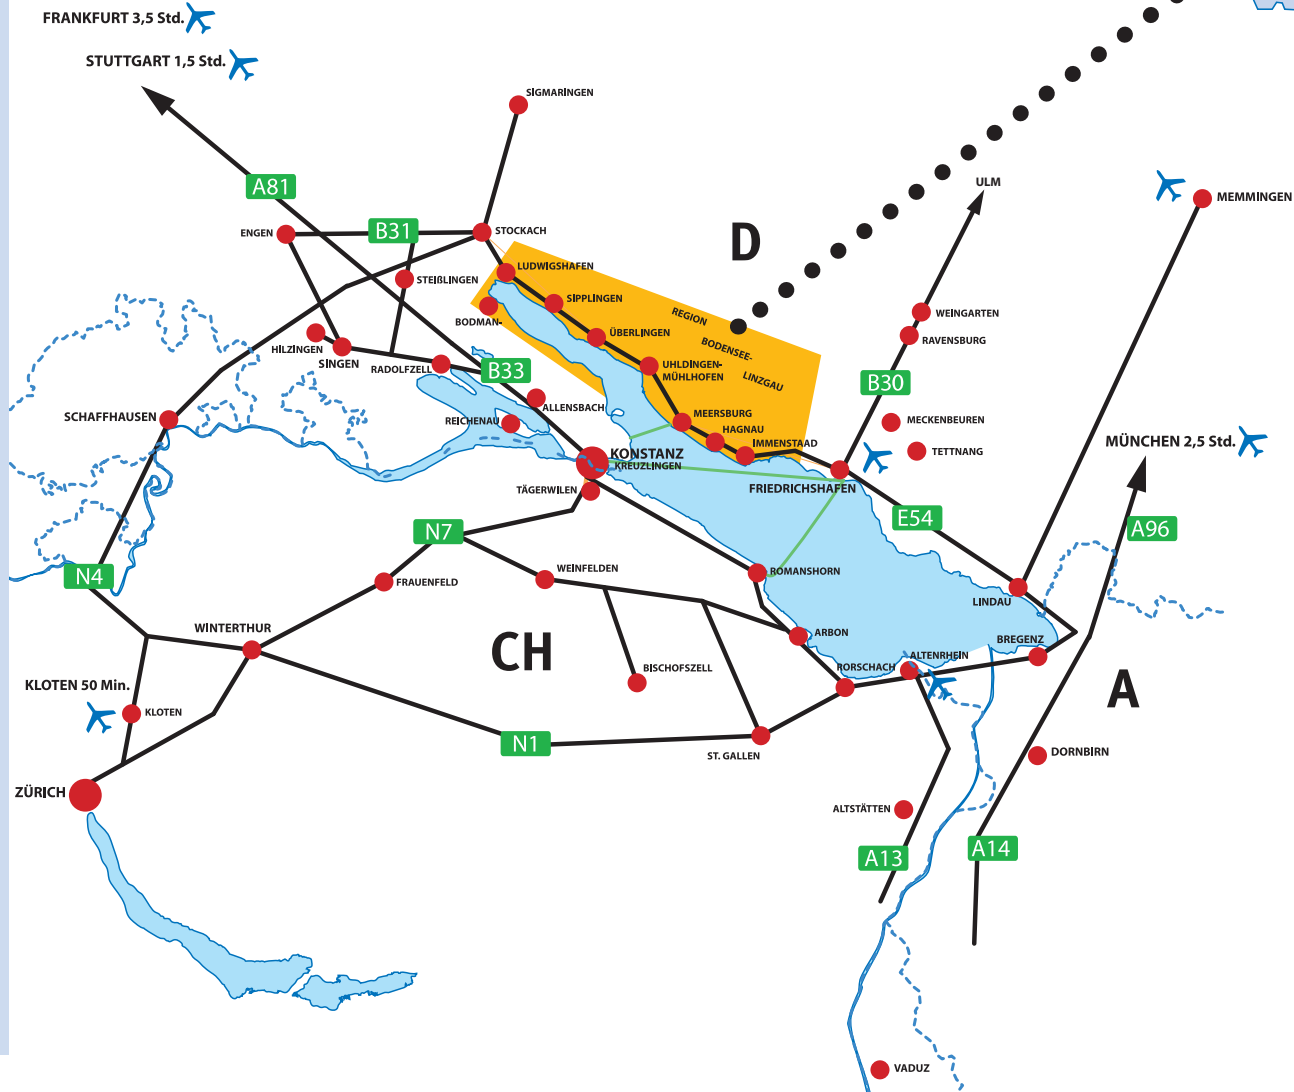 FRANKFURT 3,5 Std.
STUTTGART 1,5 Std.
SIGMARINGEN
A81
ULM
MEMMINGEN
ENGEN
B31
STOCKACH
D
LUDWIGSHAFEN
STEIßLINGEN
SIPPLINGEN
BODMAN-
REGION
BODENSEE-
LINZGAU
WEINGARTEN
RAVENSBURG
ÜBERLINGEN
HILZINGEN
SINGEN
RADOLFZELL
B33
UHLDINGEN-
MÜHLHOFEN
B30
ALLENSBACH
REICHENAU
MEERSBURG
HAGNAU
IMMENSTAAD
MECKENBEUREN
TETTNANG
MÜNCHEN 2,5 Std.
SCHAFFHAUSEN
KONSTANZ
KREUZLINGEN
TÄGERWILEN
FRIEDRICHSHAFEN
E54
A96
N7
N4
FRAUENFELD
WEINFELDEN
ROMANSHORN
LINDAU
WINTERTHUR
CH
ARBON
BREGENZ
ALTENRHEIN
RORSCHACH
BISCHOFSZELL
A
KLOTEN 50 Min.
KLOTEN
N1
ST. GALLEN
DORNBIRN
ZÜRICH
ALTSTÄTTEN
A13
A14
VADUZ